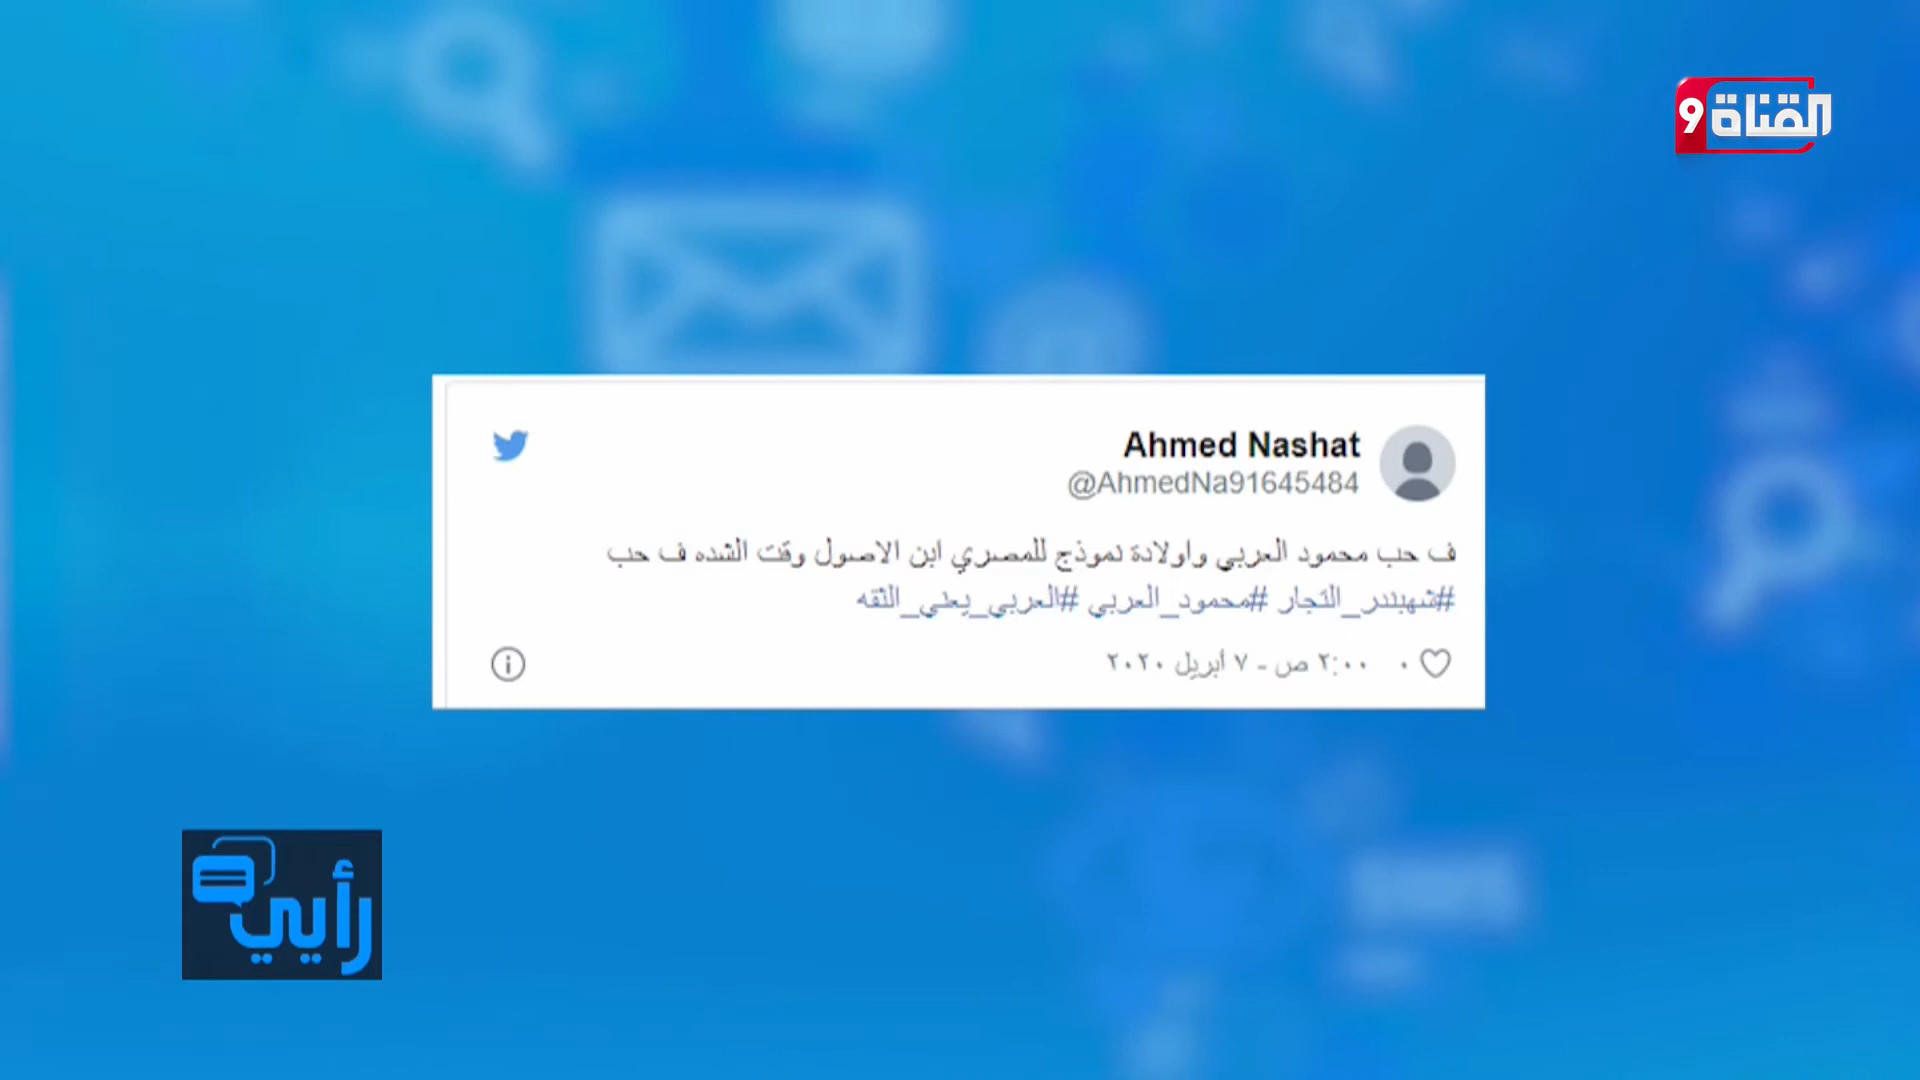 القناة 9
Ahmed Nashat
@AhmedNa91645484
ف حب محمود العربي واولادة نموذج للمصري ابن الاصول وقت الشده ف حب
#شهبندر_التجار #محمود_العربي #العربي_يعني_الثقه
٠ ٢:٠٠ ص - ٧ أبريل ٢٠٢٠
رأيي